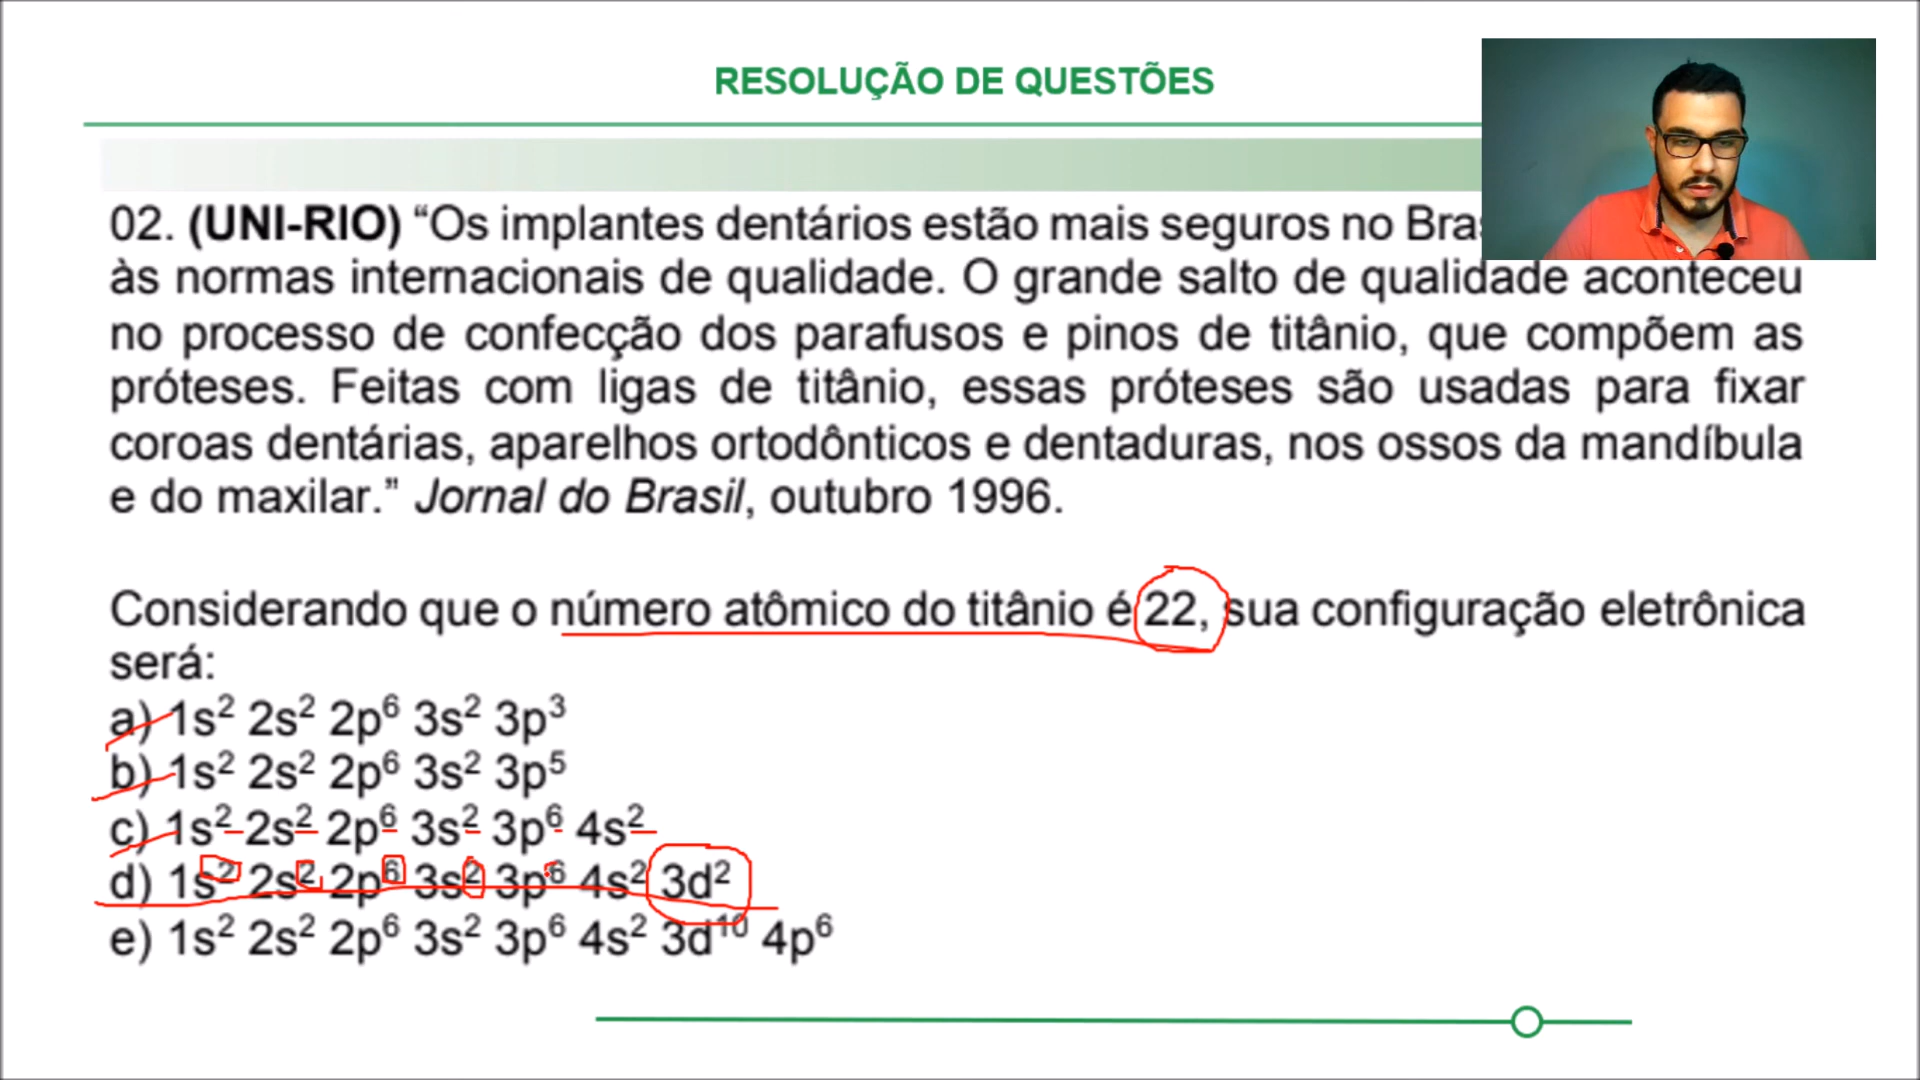 RESOLUÇÃO DE QUESTÕES
02. (UNI-RIO) “Os implantes dentários estão mais seguros no
às normas internacionais de qualidade. O grande salto de qualidade aconteceu
no processo de confecção dos parafusos e pinos de titânio, que compõem as
próteses. Feitas com ligas de titânio, essas próteses são usadas para fixar
coroas dentárias, aparelhos ortodônticos e dentaduras, nos ossos da mandíbula
e do maxilar.” Jornal do Brasil, outubro 1996.
Considerando que o número atômico do titânio é 22, sua configuração eletrônica
será:
a) 1s² 2s² 2p⁶ 3s² 3p³
b) 1s² 2s² 2p⁶ 3s² 3p⁵
c) 1s² 2s² 2p⁶ 3s² 3p⁶ 4s²
d) 1s² 2s² 2p⁶ 3s² 3p⁶ 4s² 3d²
e) 1s² 2s² 2p⁶ 3s² 3p⁶ 4s² 3d¹⁰ 4p⁶